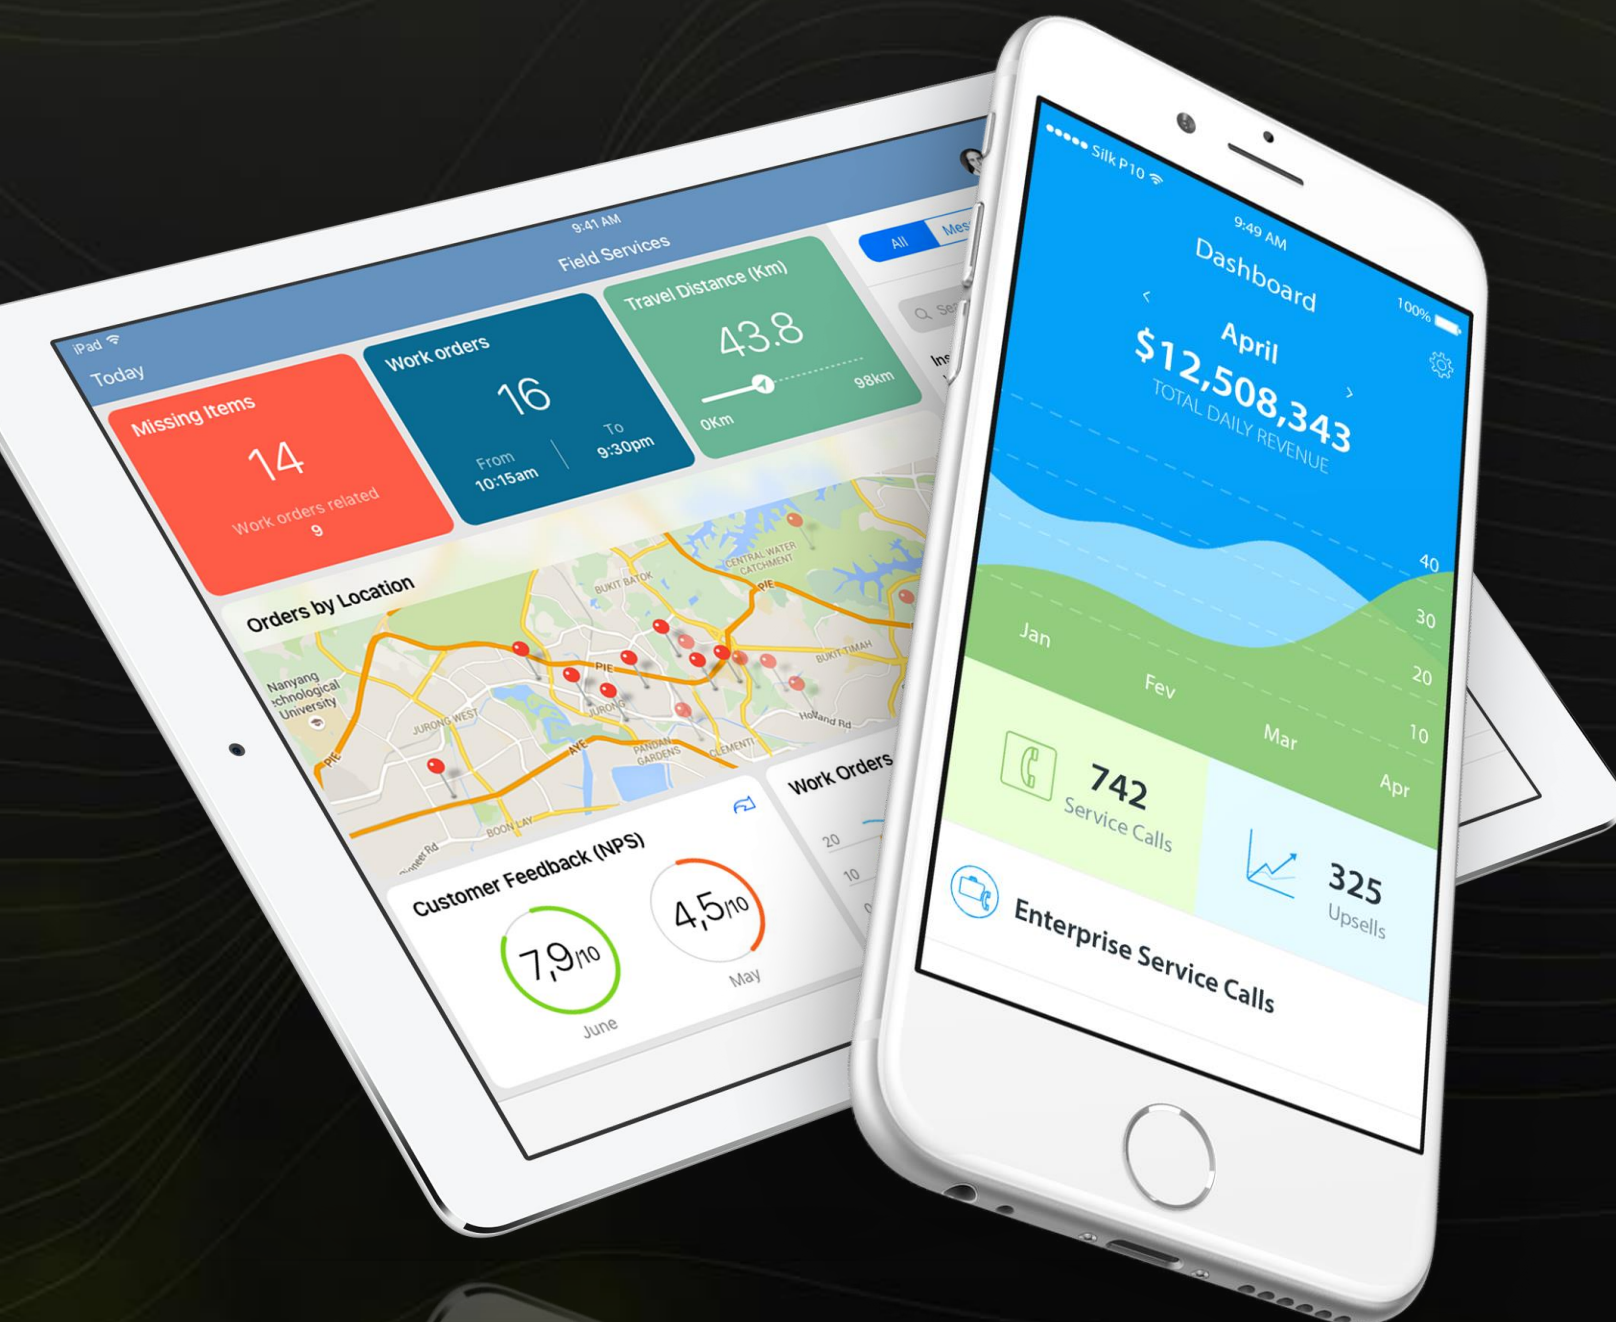 iPad
9:41 AM
Today
Field Services
Missing Items
14
Work orders related
9
Work orders
16
From
10:15am
To
9:30pm
Travel Distance (Km)
43.8
0Km
98km
All
Orders by Location
Nanyang
University
PIE
JURONG WEST
BOON LAY
AYE
PIE
JURONG
PANDAN
GARDENS
CLEMENTI
BUKIT BATOK
CENTRAL WATER
CATCHMENT
PIE
BUKIT TIMAH
Holland Rd
Customer Feedback (NPS)
7,9/10
June
4,5/10
May
Work Orders
20
10
Silk P10
9:49 AM
100%
Dashboard
<
April
>
$12,508,343
TOTAL DAILY REVENUE
40
30
20
10
Jan
Fev
Mar
Apr
742
Service Calls
325
Upsells
Enterprise Service Calls